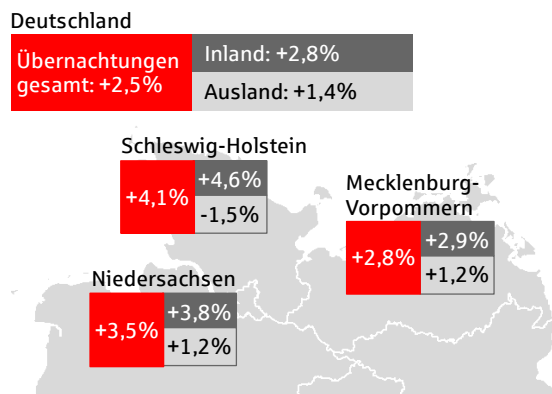 Deutschland
Übernachtungen
gesamt: +2,5%
Inland: +2,8%
Ausland: +1,4%
Schleswig-Holstein
+4,1%
+4,6%
-1,5%
Mecklenburg-
Vorpommern
+2,8%
+2,9%
+1,2%
Niedersachsen
+3,5%
+3,8%
+1,2%